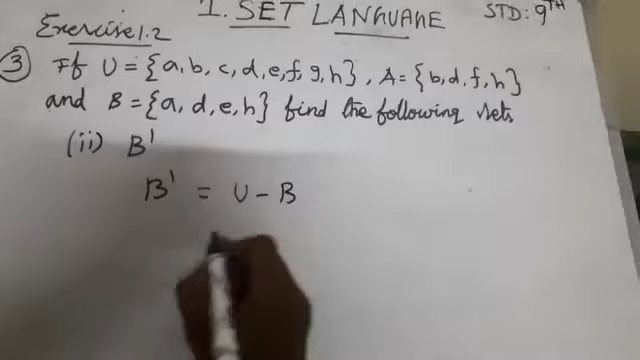 1. SET LANGUAGE STD: 9TH
Exercise 1.2
3 If U = {a, b, c, d, e, f, g, h}, A = {b, d, f, h}
and B = {a, d, e, h} find the following sets
(ii) B'
B' = U - B